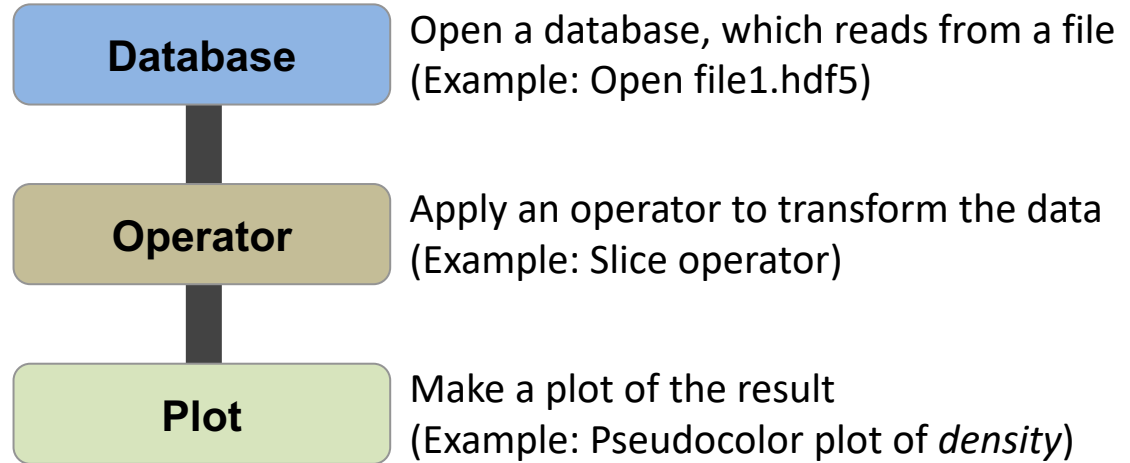 Database
Open a database, which reads from a file
(Example: Open file1.hdf5)
Operator
Apply an operator to transform the data
(Example: Slice operator)
Plot
Make a plot of the result
(Example: Pseudocolor plot of density)